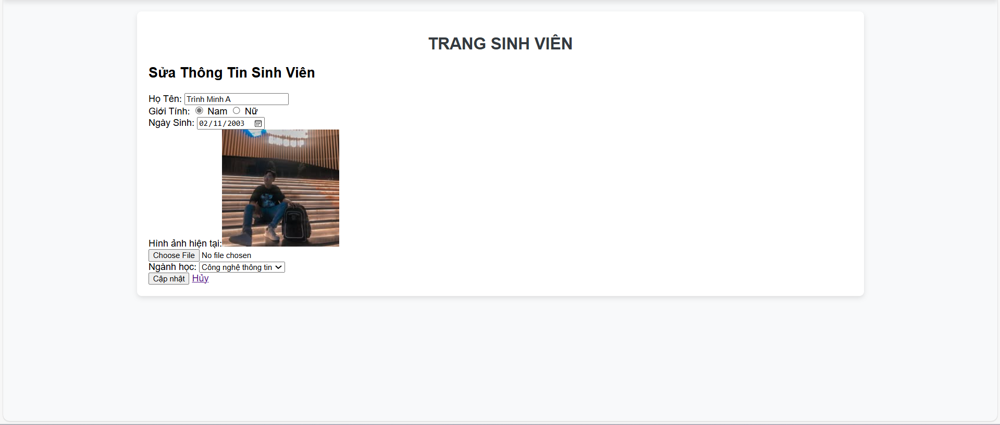 TRANG SINH VIÊN
Sửa Thông Tin Sinh Viên
Họ Tên: Trình Minh A
Giới Tính: Nam Nữ
Ngày Sinh: 02/11/2003
GROUP
Hình ảnh hiện tại:
Choose File No file chosen
Ngành học: Công nghệ thông tin
Cập nhật Hủy